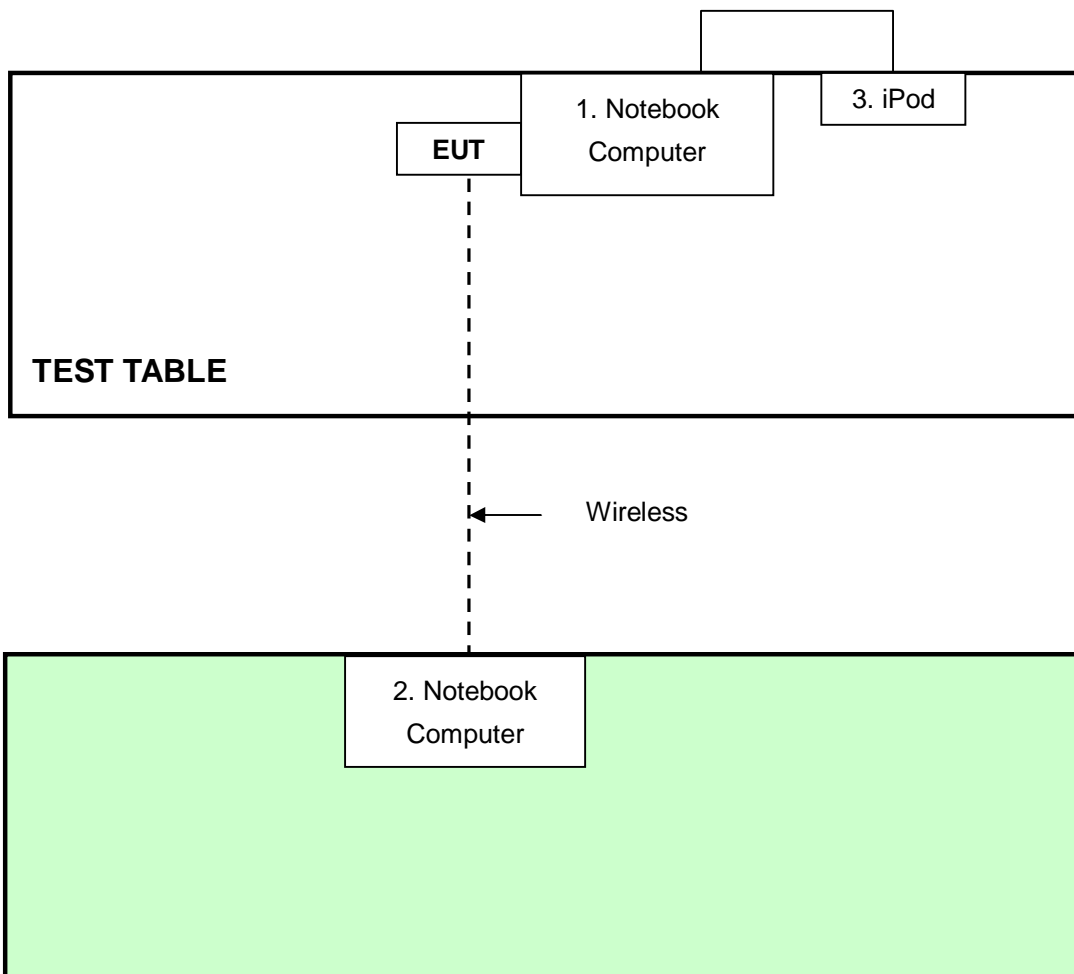 1. Notebook
Computer
3. iPod
EUT
TEST TABLE
Wireless
2. Notebook
Computer